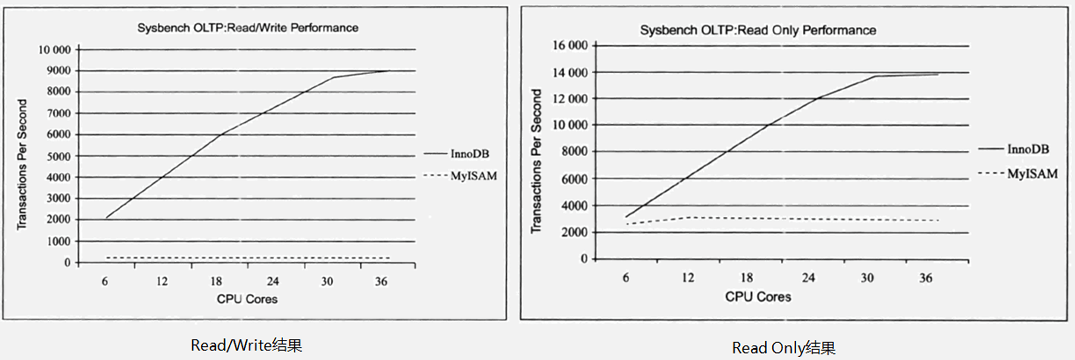 Sysbench OLTP:Read/Write Performance
10 000
9000
8000
7000
6000
5000
4000
3000
2000
1000
0
Transactions Per Second
6 12 18 24 30 36
CPU Cores
InnoDB
MyISAM
Read/Write结果
Sysbench OLTP:Read Only Performance
16 000
14 000
12 000
10 000
8000
6000
4000
2000
0
Transactions Per Second
6 12 18 24 30 36
CPU Cores
InnoDB
MyISAM
Read Only结果